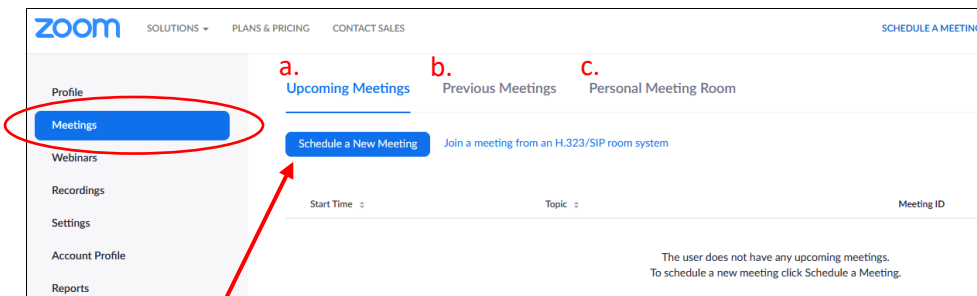 zoom SOLUTIONS PLANS & PRICING CONTACT SALES SCHEDULE A MEETING
a. b. c.
Profile
Upcoming Meetings Previous Meetings Personal Meeting Room
Meetings
Schedule a New Meeting Join a meeting from an H.323/SIP room system
Webinars
Recordings
Start Time Topic Meeting ID
Settings
Account Profile
The user does not have any upcoming meetings.
To schedule a new meeting click Schedule a Meeting.
Reports